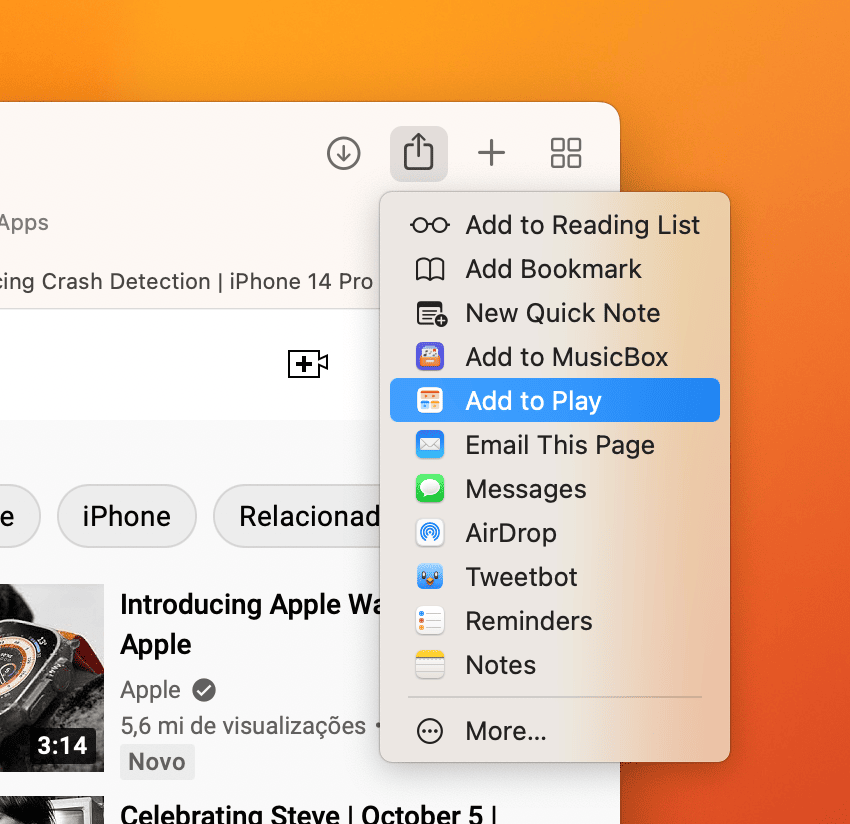 Apps
cing Crash Detection | iPhone 14 Pro
Add to Reading List
Add Bookmark
New Quick Note
Add to MusicBox
Add to Play
Email This Page
Messages
AirDrop
Tweetbot
Reminders
Notes
More...
e
iPhone
Relacionad
Introducing Apple Wa
Apple
Apple
5,6 mi de visualizações •
Novo
3:14
Celebrating Steve | October 5 |